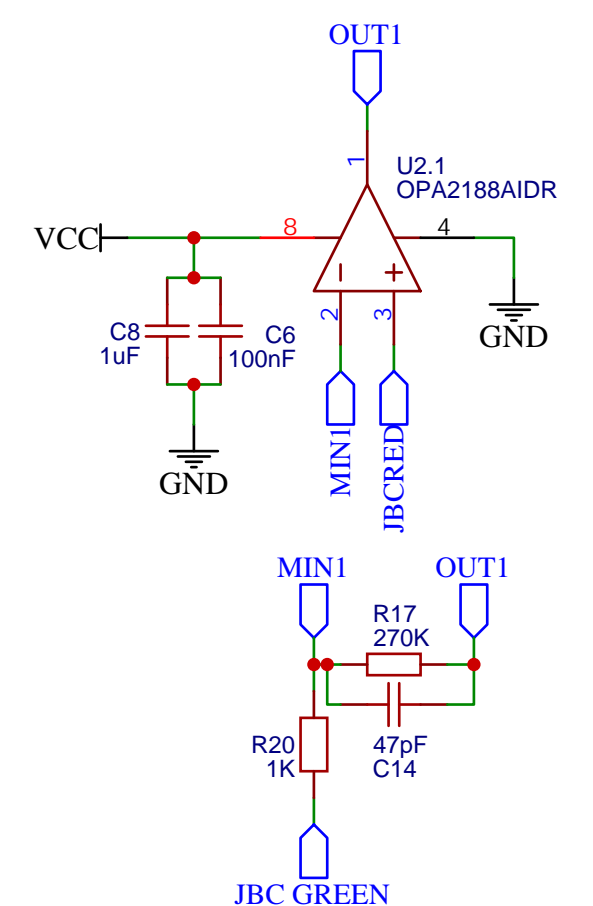 OUT1
1
U2.1
OPA2188AIDR
VCC
8
4
C8
1uF
C6
100nF
2
3
GND
GND
MIN1
JBCRED
MIN1
OUT1
R17
270K
R20
1K
47pF
C14
JBC GREEN